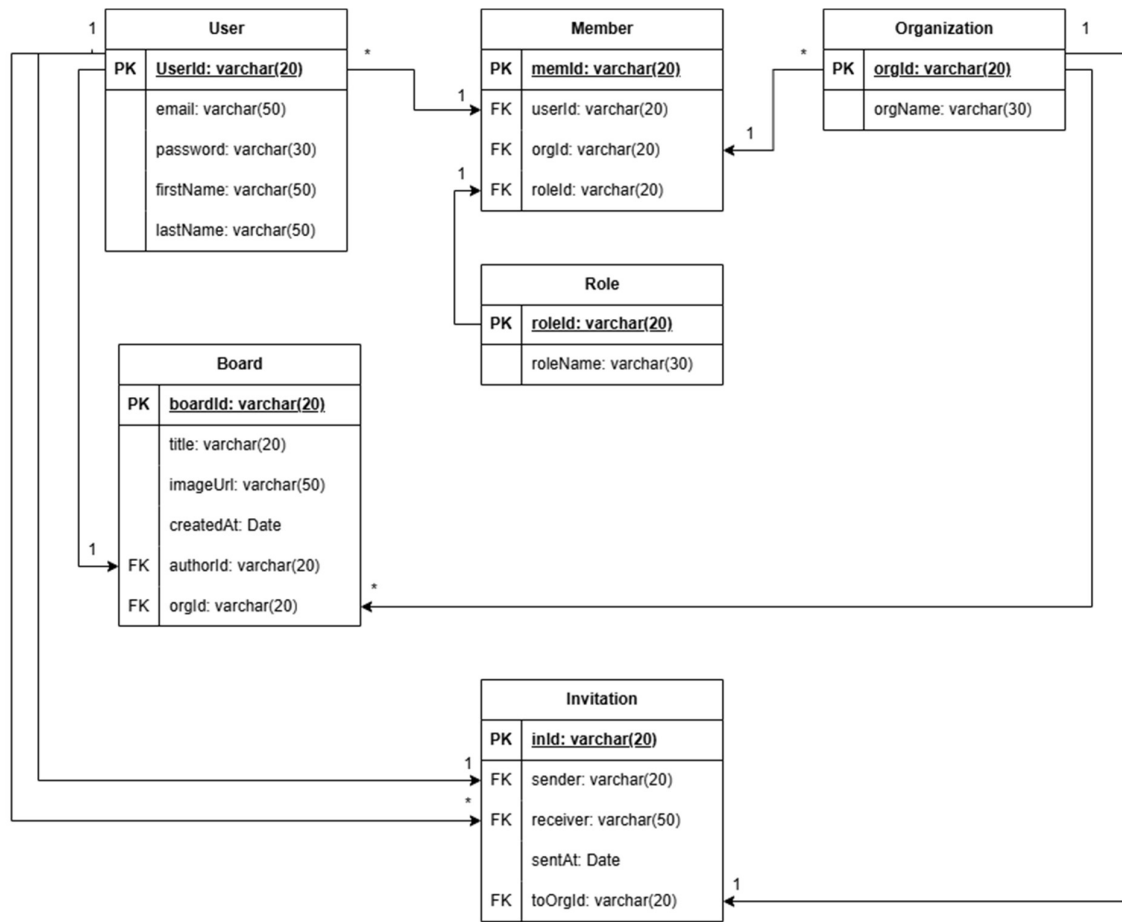 User
PK UserId: varchar(20)
email: varchar(50)
password: varchar(30)
firstName: varchar(50)
lastName: varchar(50)
Member
PK memId: varchar(20)
FK userId: varchar(20)
FK orgId: varchar(20)
FK roleId: varchar(20)
Organization
PK orgId: varchar(20)
orgName: varchar(30)
Role
PK roleId: varchar(20)
roleName: varchar(30)
Board
PK boardId: varchar(20)
title: varchar(20)
imageUrl: varchar(50)
createdAt: Date
FK authorId: varchar(20)
FK orgId: varchar(20)
Invitation
PK inId: varchar(20)
FK sender: varchar(20)
FK receiver: varchar(50)
sentAt: Date
FK toOrgId: varchar(20)
1
*
1
*
1
1
1
1
*
1
*
1